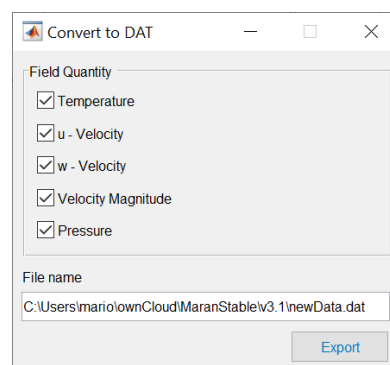 Convert to DAT
Field Quantity
Temperature
u - Velocity
w - Velocity
Velocity Magnitude
Pressure
File name
C:\Users\mario\ownCloud\MaranStable\v3.1\newData.dat
Export